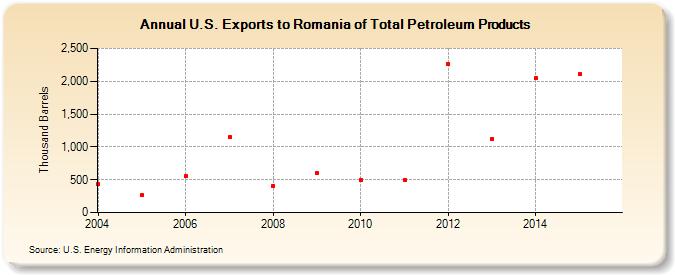 Annual U.S. Exports to Romania of Total Petroleum Products
Thousand Barrels
2,500
2,000
1,500
1,000
500
0
2004 2006 2008 2010 2012 2014
Source: U.S. Energy Information Administration